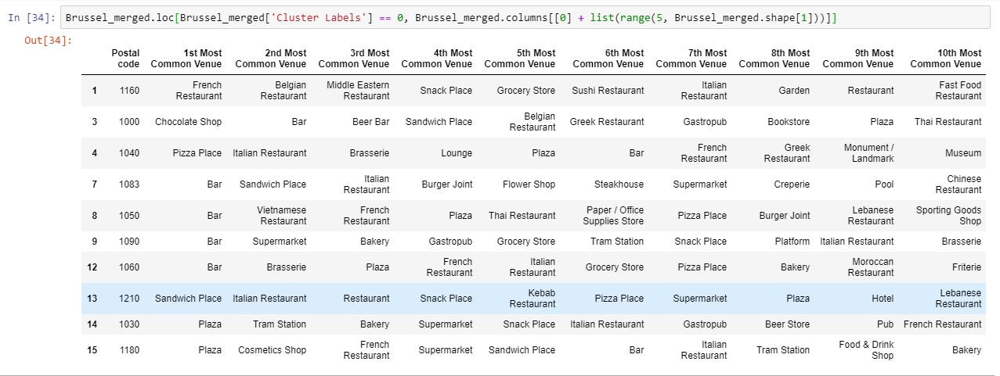 In [34]: Brussel_merged.loc[Brussel_merged['Cluster Labels'] == 0, Brussel_merged.columns[[0] + list(range(5, Brussel_merged.shape[1]))]]
Out[34]:
Postal 1st Most 2nd Most 3rd Most 4th Most 5th Most 6th Most 7th Most 8th Most 9th Most 10th Most
code Common Venue Common Venue Common Venue Common Venue Common Venue Common Venue Common Venue Common Venue Common Venue Common Venue
French Belgian Middle Eastern Italian Fast Food
1 1160 Snack Place Grocery Store Sushi Restaurant Garden Restaurant
Restaurant Restaurant Restaurant Restaurant Restaurant
Belgian
3 1000 Chocolate Shop Bar Beer Bar Sandwich Place Greek Restaurant Gastropub Bookstore Plaza Thai Restaurant
Restaurant
French Greek Monument /
4 1040 Pizza Place Italian Restaurant Brasserie Lounge Plaza Bar Museum
Restaurant Restaurant Landmark
Italian Chinese
7 1083 Bar Sandwich Place Burger Joint Flower Shop Steakhouse Supermarket Creperie Pool
Restaurant Restaurant
Vietnamese French Paper / Office Lebanese Sporting Goods
8 1050 Bar Plaza Thai Restaurant Pizza Place Burger Joint
Restaurant Restaurant Supplies Store Restaurant Shop
9 1090 Bar Supermarket Bakery Gastropub Grocery Store Tram Station Snack Place Platform Italian Restaurant Brasserie
French Italian Moroccan
12 1060 Bar Brasserie Plaza Grocery Store Pizza Place Bakery Friterie
Restaurant Restaurant Restaurant
Kebab Lebanese
13 1210 Sandwich Place Italian Restaurant Restaurant Snack Place Pizza Place Supermarket Plaza Hotel
Restaurant Restaurant
14 1030 Plaza Tram Station Bakery Supermarket Snack Place Italian Restaurant Gastropub Beer Store Pub French Restaurant
French Italian Food & Drink
15 1180 Plaza Cosmetics Shop Supermarket Sandwich Place Bar Tram Station Bakery
Restaurant Restaurant Shop